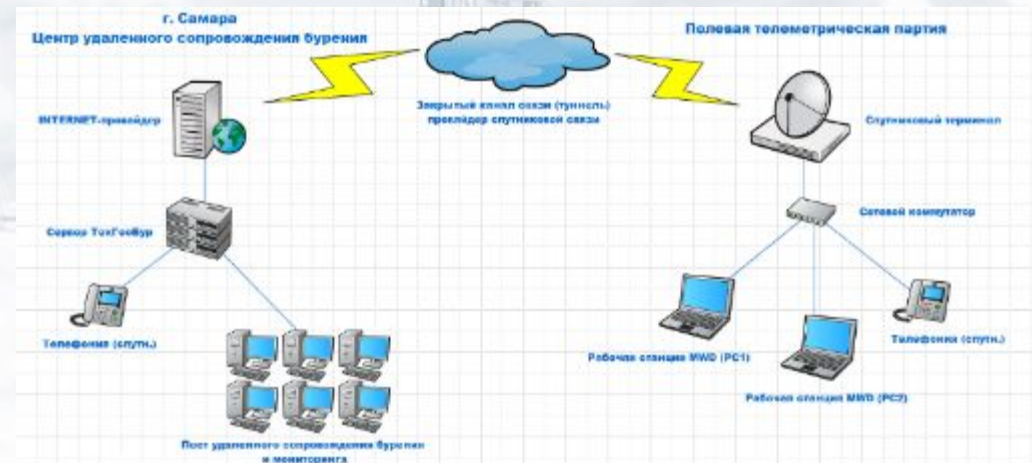 г. Самара
Центр удаленного сопровождения бурения
Полевая телеметрическая партия
Закрытый канал связи (туннель)
провайдер спутниковой связи
INTERNET-провайдер
Спутниковый терминал
Сетевой коммутатор
Сервер ТехГеоБур
Телефония (спутн.)
Телефония (спутн.)
Рабочая станция MWD (PC1)
Рабочая станция MWD (PC2)
Пост удаленного сопровождения бурения
и мониторинга